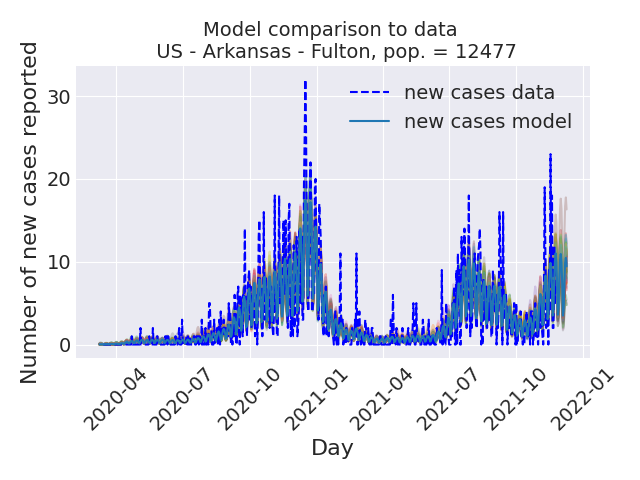 Model comparison to data
US - Arkansas - Fulton, pop. = 12477
Number of new cases reported
30
20
10
0
new cases data
new cases model
2020-04
2020-07
2020-10
2021-01
2021-04
2021-07
2021-10
2022-01
Day